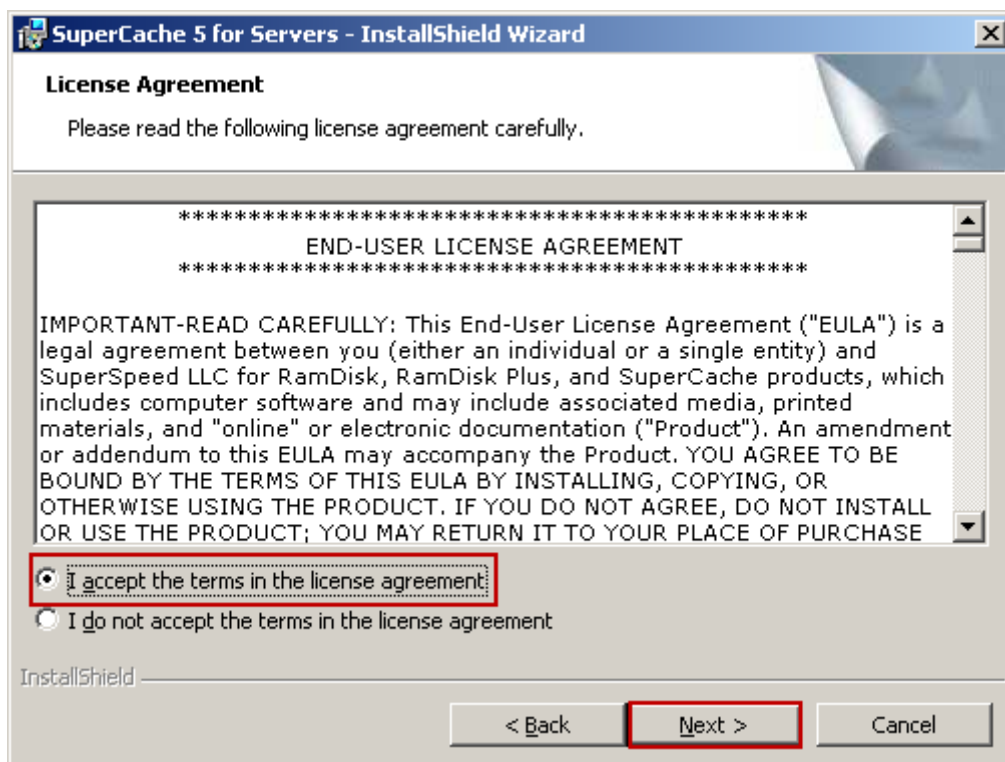 SuperCache 5 for Servers - InstallShield Wizard
License Agreement
Please read the following license agreement carefully.
*********************************************
END-USER LICENSE AGREEMENT
*********************************************
IMPORTANT-READ CAREFULLY: This End-User License Agreement ("EULA") is a
legal agreement between you (either an individual or a single entity) and
SuperSpeed LLC for RamDisk, RamDisk Plus, and SuperCache products, which
includes computer software and may include associated media, printed
materials, and "online" or electronic documentation ("Product"). An amendment
or addendum to this EULA may accompany the Product. YOU AGREE TO BE
BOUND BY THE TERMS OF THIS EULA BY INSTALLING, COPYING, OR
OTHERWISE USING THE PRODUCT. IF YOU DO NOT AGREE, DO NOT INSTALL
OR USE THE PRODUCT; YOU MAY RETURN IT TO YOUR PLACE OF PURCHASE
I accept the terms in the license agreement
I do not accept the terms in the license agreement
InstallShield
< Back
Next >
Cancel